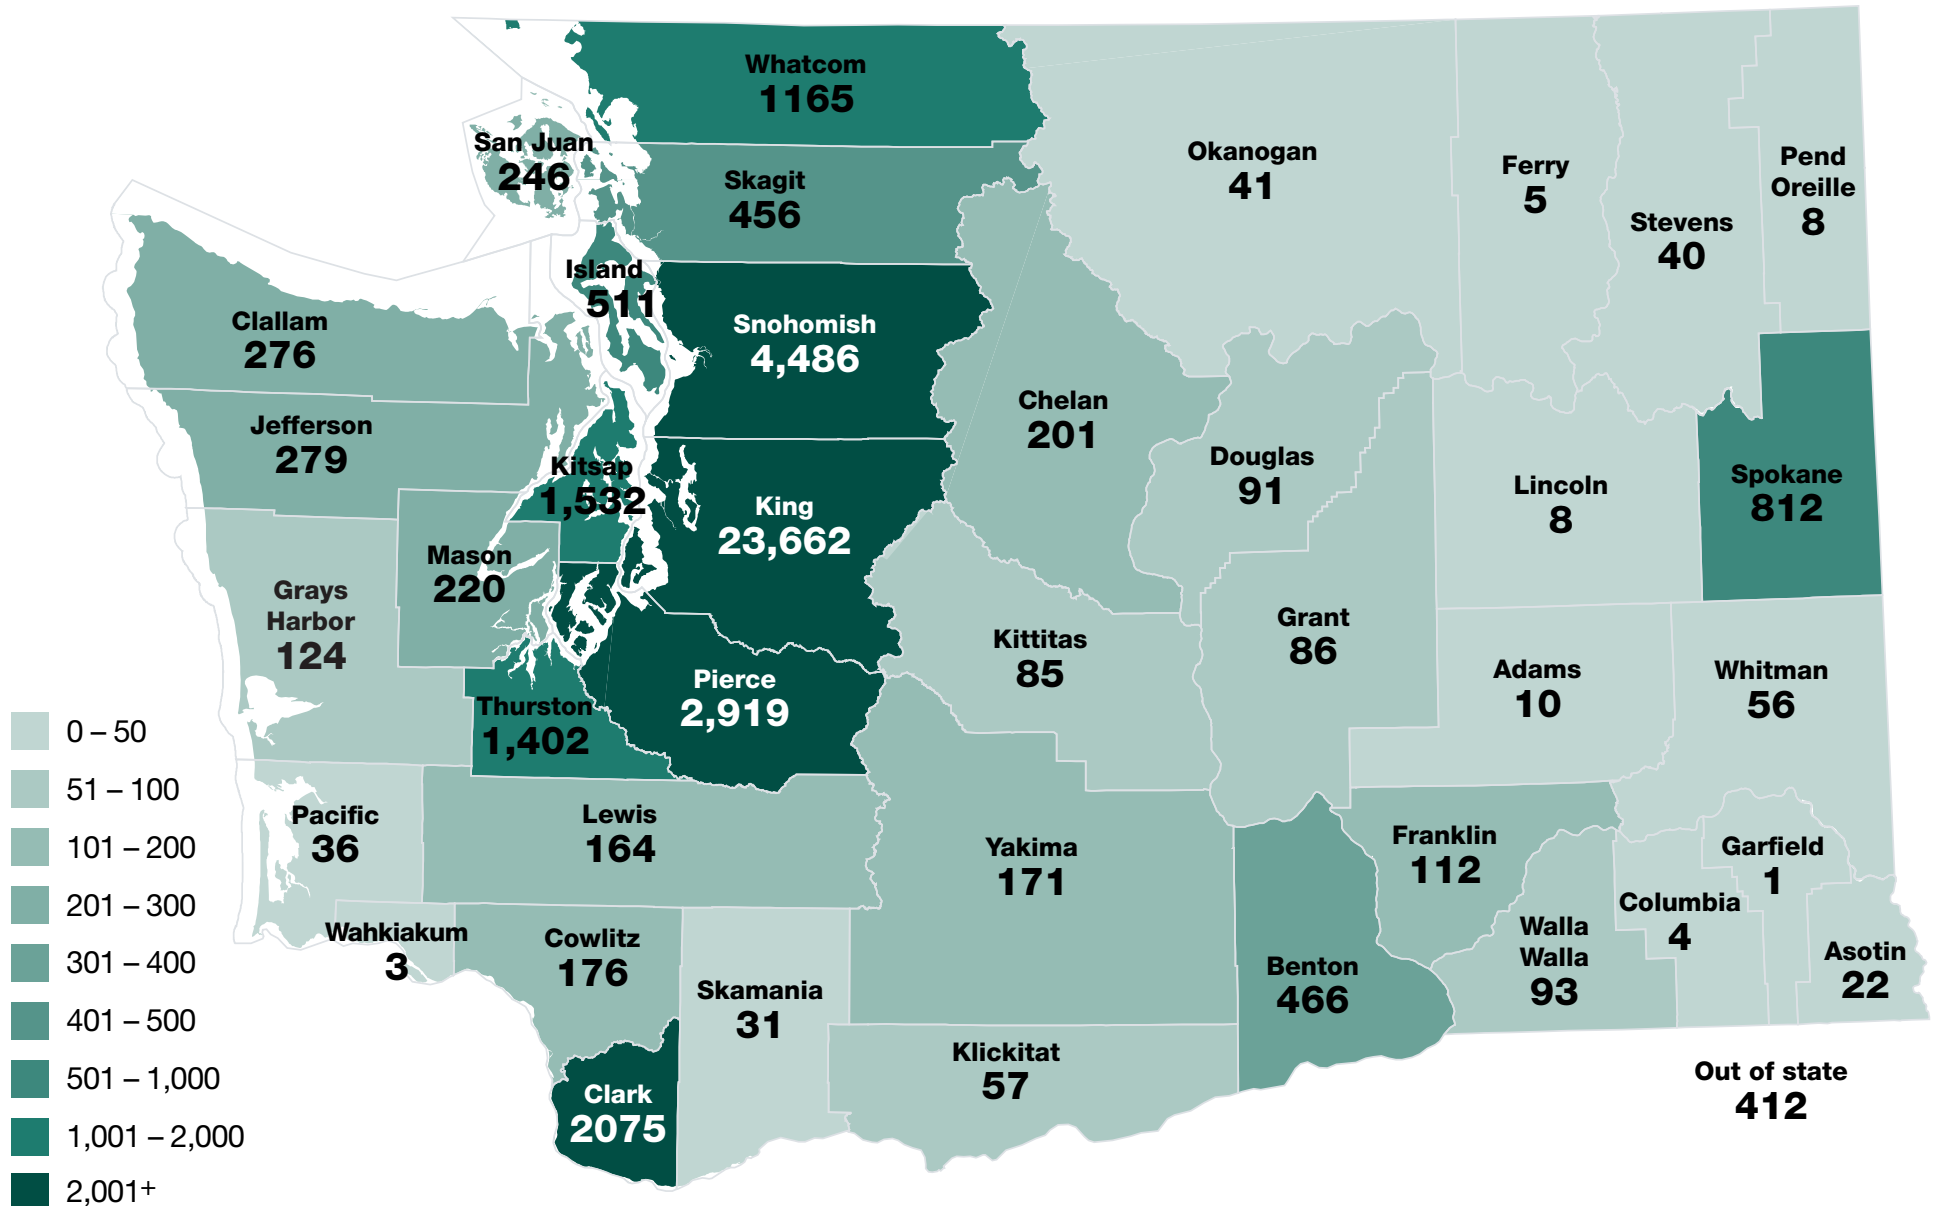 Whatcom
1165
San Juan
246
Skagit
456
Okanogan
41
Ferry
5
Stevens
40
Pend
Oreille
8
Island
511
Clallam
276
Snohomish
4,486
Jefferson
279
Chelan
201
Kitsap
1,532
King
23,662
Douglas
91
Lincoln
8
Spokane
812
Mason
220
Grays
Harbor
124
Kittitas
85
Grant
86
Adams
10
Whitman
56
Pierce
2,919
Thurston
1,402
Pacific
36
Lewis
164
Yakima
171
Franklin
112
Garfield
1
Columbia
4
Walla
Walla
93
Asotin
22
Wahkiakum
3
Cowlitz
176
Skamania
31
Benton
466
Klickitat
57
Clark
2075
Out of state
412
0 – 50
51 – 100
101 – 200
201 – 300
301 – 400
401 – 500
501 – 1,000
1,001 – 2,000
2,001+